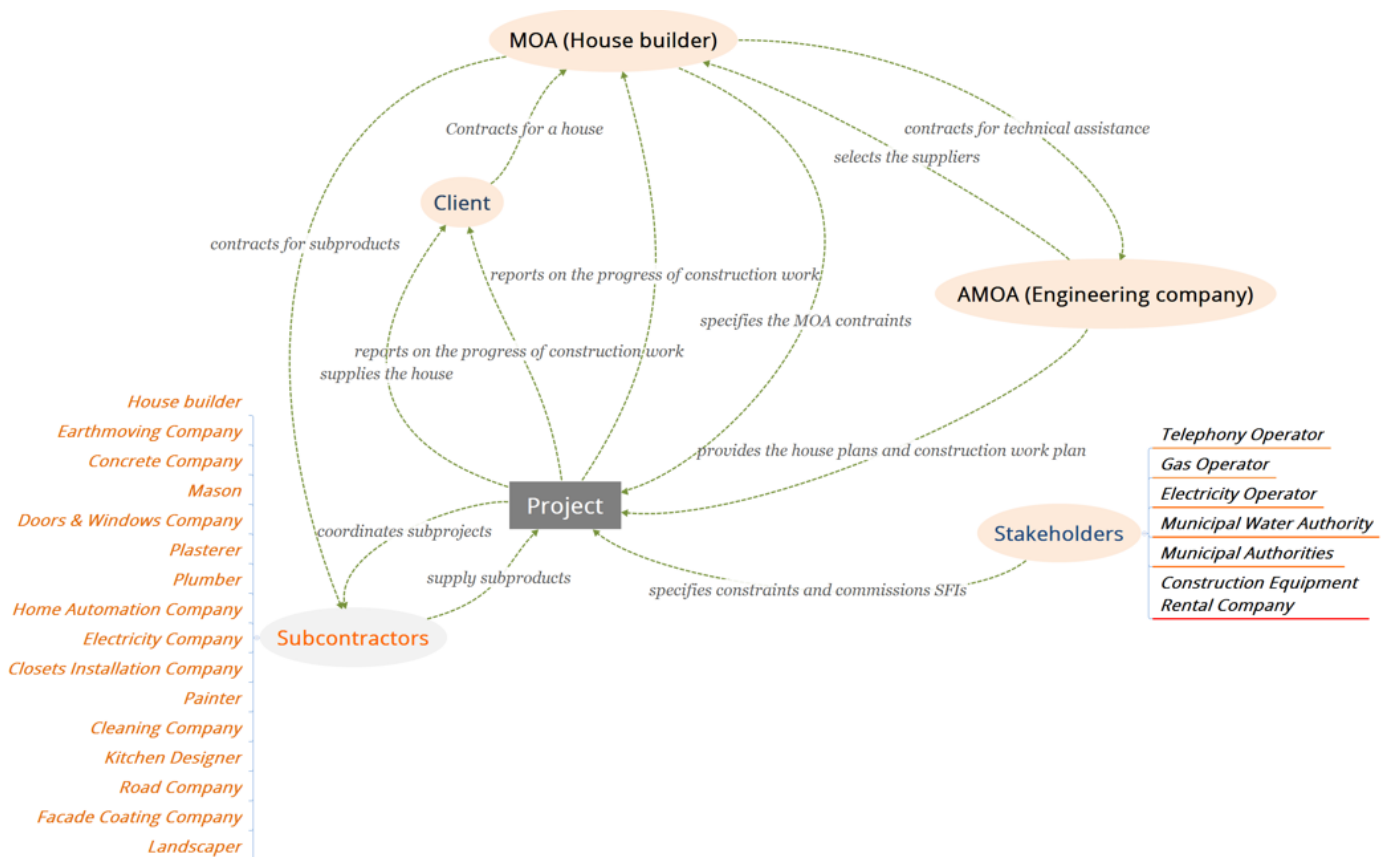 MOA (House builder)
Contracts for a house
contracts for technical assistance
selects the suppliers
Client
contracts for subproducts
reports on the progress of construction work
AMOA (Engineering company)
specifies the MOA contraints
reports on the progress of construction work
supplies the house
House builder
Earthmoving Company
Concrete Company
Mason
Doors & Windows Company
Plasterer
Plumber
Home Automation Company
Electricity Company
Closets Installation Company
Painter
Cleaning Company
Kitchen Designer
Road Company
Facade Coating Company
Landscaper
provides the house plans and construction work plan
Project
coordinates subprojects
supply subproducts
Subcontractors
specifies constraints and commissions SFIs
Stakeholders
Telephony Operator
Gas Operator
Electricity Operator
Municipal Water Authority
Municipal Authorities
Construction Equipment
Rental Company